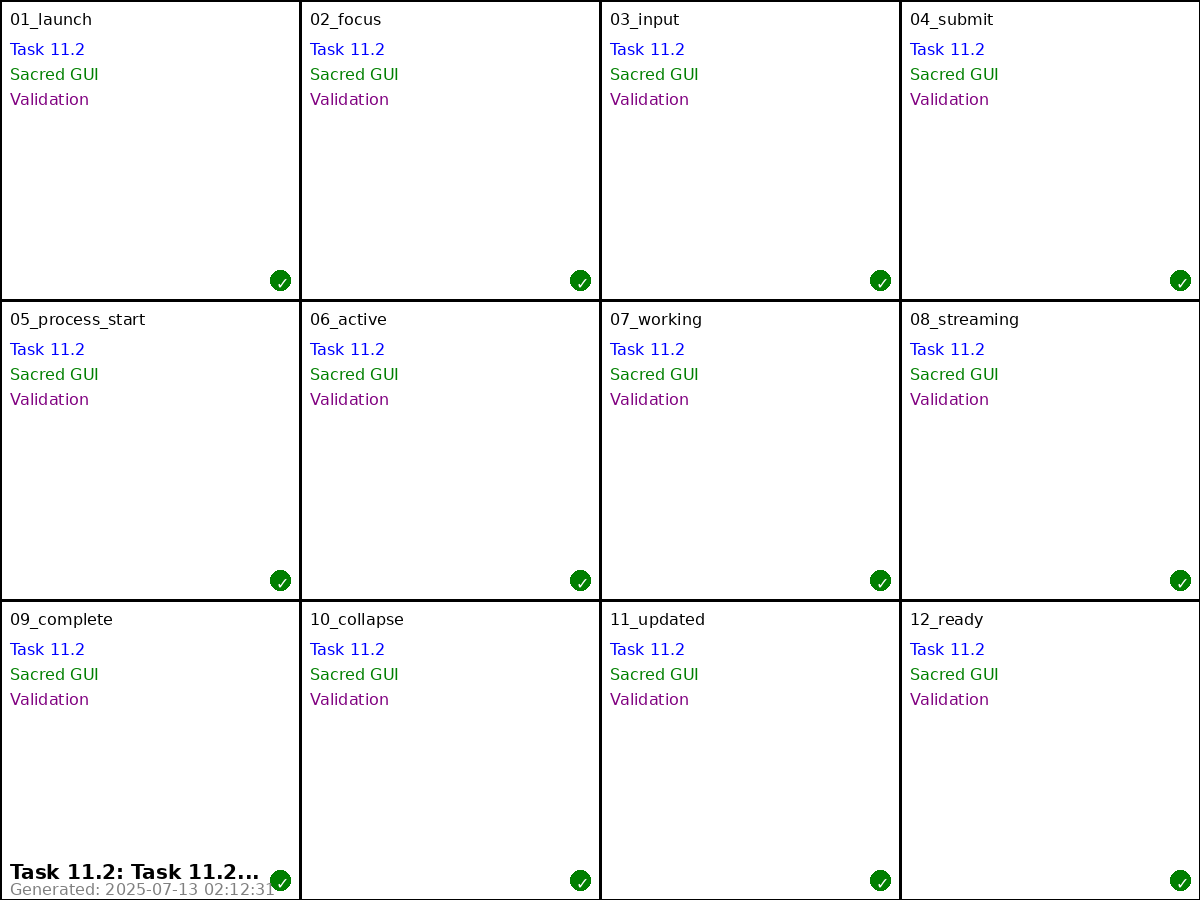 01_launch
Task 11.2
Sacred GUI
Validation
✓
02_focus
Task 11.2
Sacred GUI
Validation
✓
03_input
Task 11.2
Sacred GUI
Validation
✓
04_submit
Task 11.2
Sacred GUI
Validation
✓
05_process_start
Task 11.2
Sacred GUI
Validation
✓
06_active
Task 11.2
Sacred GUI
Validation
✓
07_working
Task 11.2
Sacred GUI
Validation
✓
08_streaming
Task 11.2
Sacred GUI
Validation
✓
09_complete
Task 11.2
Sacred GUI
Validation
Task 11.2: Task 11.2...
Generated: 2025-07-13 02:12:31
✓
10_collapse
Task 11.2
Sacred GUI
Validation
✓
11_updated
Task 11.2
Sacred GUI
Validation
✓
12_ready
Task 11.2
Sacred GUI
Validation
✓